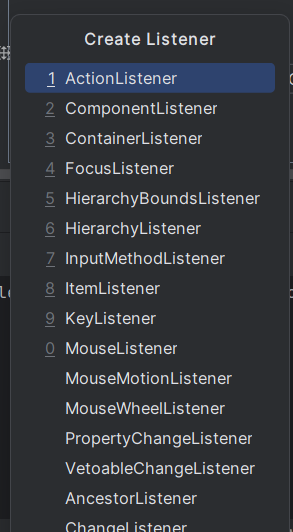 Create Listener
1 ActionListener
2 ComponentListener
3 ContainerListener
4 FocusListener
5 HierarchyBoundsListener
6 HierarchyListener
7 InputMethodListener
8 ItemListener
9 KeyListener
0 MouseListener
MouseMotionListener
MouseWheelListener
PropertyChangeListener
VetoableChangeListener
AncestorListener
ChangeListener